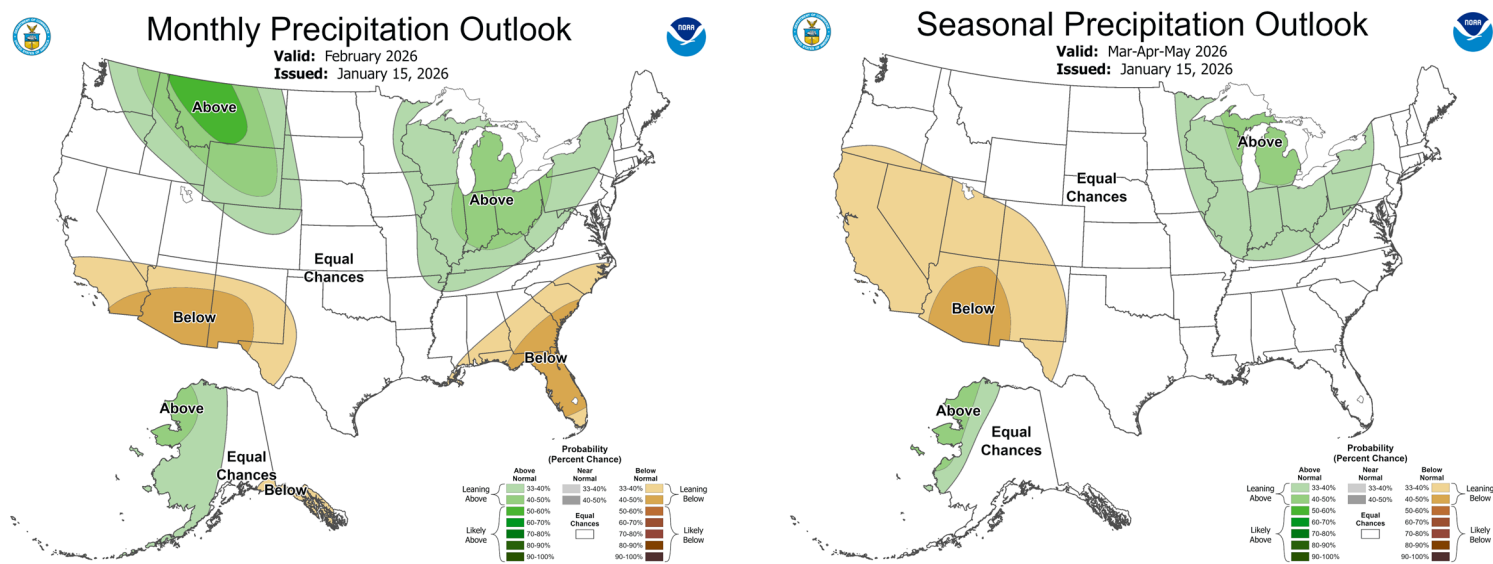 Monthly Precipitation Outlook
Valid: February 2026
Issued: January 15, 2026
NOAA
Above
Above
Equal
Chances
Below
Below
Above
Equal
Chances
Below
Probability
(Percent Chance)
Above Normal
Near Normal
Below Normal
Leaning Above
33-40%
40-50%
33-40%
40-50%
33-40%
40-50%
Leaning Below
Equal Chances
Likely Above
50-60%
60-70%
70-80%
80-90%
90-100%
50-60%
60-70%
70-80%
80-90%
90-100%
Likely Below
Seasonal Precipitation Outlook
Valid: Mar-Apr-May 2026
Issued: January 15, 2026
NOAA
Above
Equal
Chances
Below
Above
Equal
Chances
Probability
(Percent Chance)
Above Normal
Near Normal
Below Normal
Leaning Above
33-40%
40-50%
33-40%
40-50%
33-40%
40-50%
Leaning Below
Equal Chances
Likely Above
50-60%
60-70%
70-80%
80-90%
90-100%
50-60%
60-70%
70-80%
80-90%
90-100%
Likely Below